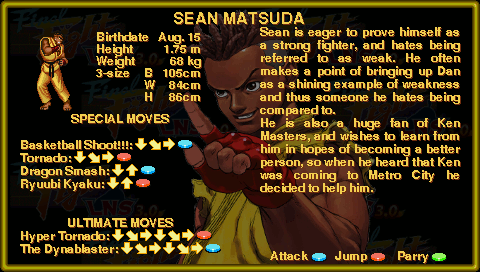 SEAN MATSUDA
Birthdate Aug. 15
Height 1.75 m
Weight 68 kg
3-size B 105cm
W 84cm
H 86cm
SPECIAL MOVES
Basketball Shoot!!!!:
Tornado:
Dragon Smash:
Ryuubi Kyaku:
ULTIMATE MOVES
Hyper Tornado:
The Dynablaster:
Sean is eager to prove himself as
a strong fighter, and hates being
referred to as weak. He often
makes a point of bringing up Dan
as a shining example of weakness
and thus someone he hates being
compared to.
He is also a huge fan of Ken
Masters, and wishes to learn from
him in hopes of becoming a better
person, so when he heard that Ken
was coming to Metro City he
decided to help him.
Attack Jump Parry